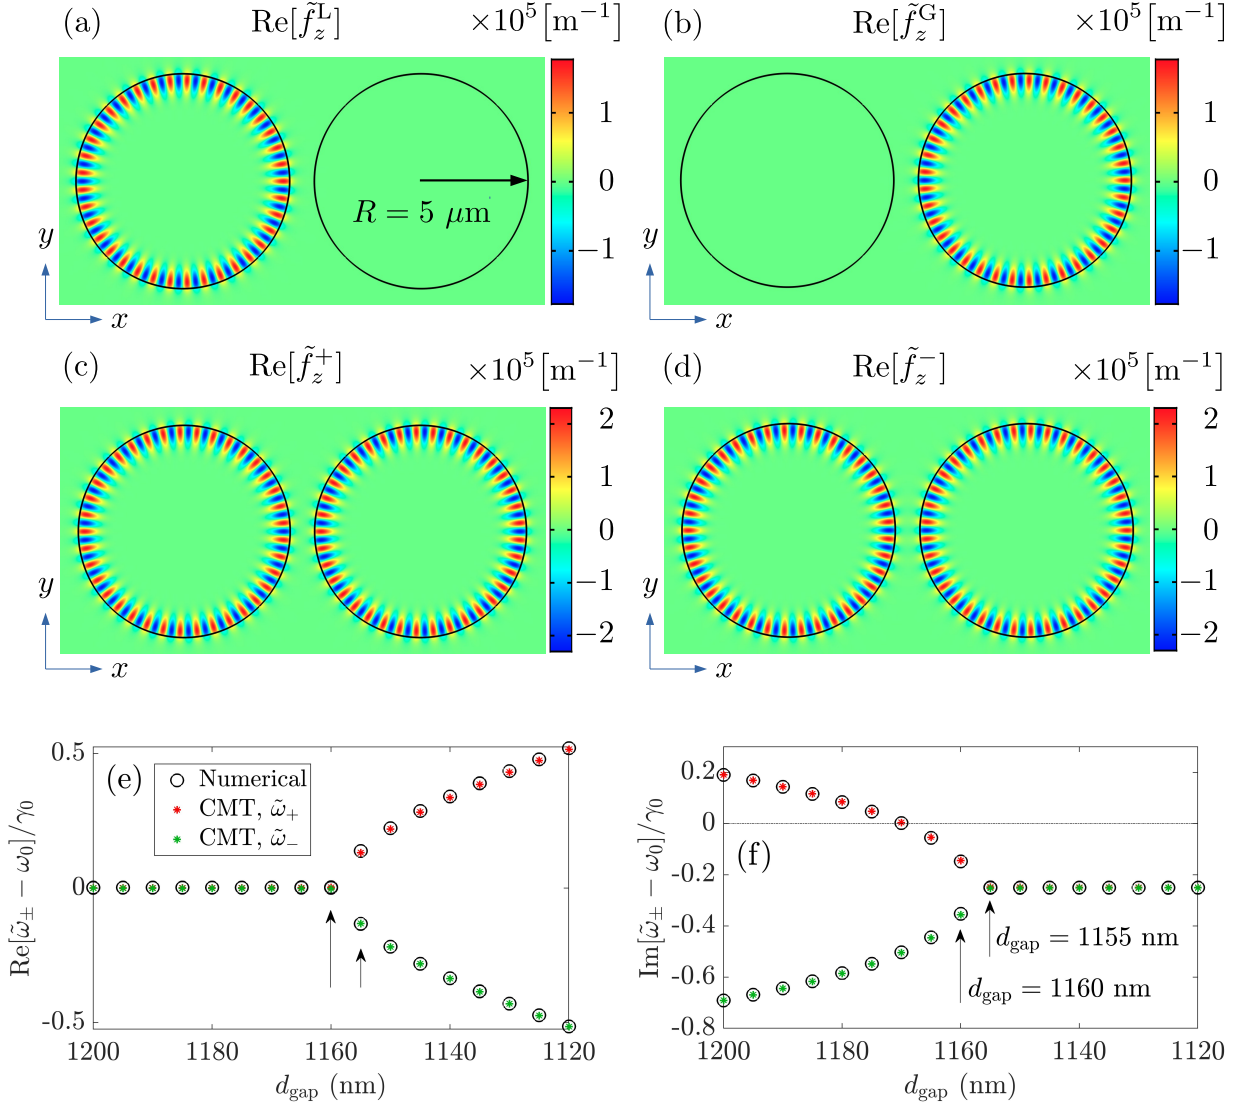 (a) Re[f̃_z^L] ×10^5 [m^−1]
1
0
−1
R = 5 μm
y
x
(b) Re[f̃_z^G] ×10^5 [m^−1]
1
0
−1
y
x
(c) Re[f̃_z^+] ×10^5 [m^−1]
2
1
0
−1
−2
y
x
(d) Re[f̃_z^−] ×10^5 [m^−1]
2
1
0
−1
−2
y
x
(e)
Numerical
CMT, ω̃_+
CMT, ω̃_−
Re[ω̃_± − ω_0]/γ_0
0.5
0
-0.5
1200 1180 1160 1140 1120
d_gap (nm)
(f)
Im[ω̃_± − ω_0]/γ_0
0.2
0
-0.2
-0.4
-0.6
-0.8
d_gap = 1155 nm
d_gap = 1160 nm
1200 1180 1160 1140 1120
d_gap (nm)